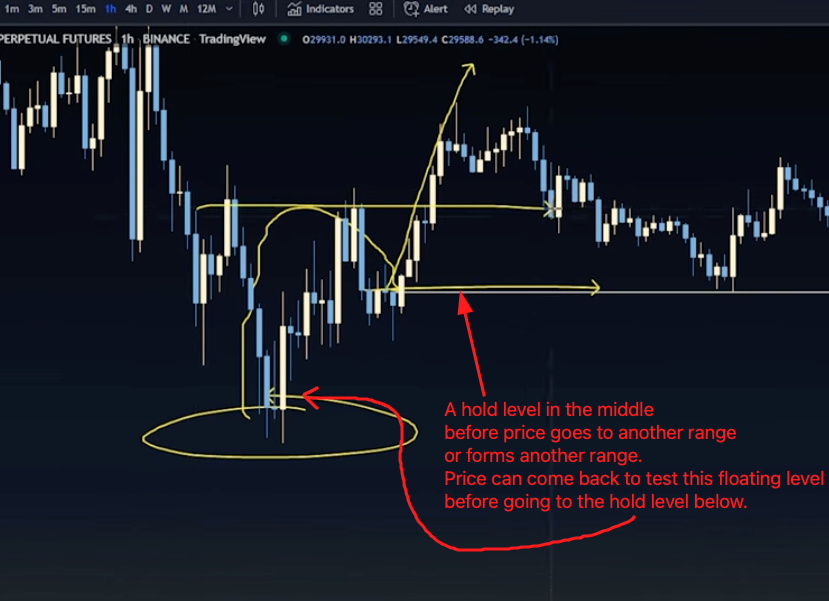 1m 3m 5m 15m 1h 4h D W M 12M Indicators Alert Replay
PERPETUAL FUTURES 1h BINANCE TradingView O29931.0 H30293.1 L29549.4 C29588.6 -342.4 (-1.14%)
A hold level in the middle
before price goes to another range
or forms another range.
Price can come back to test this floating level
before going to the hold level below.